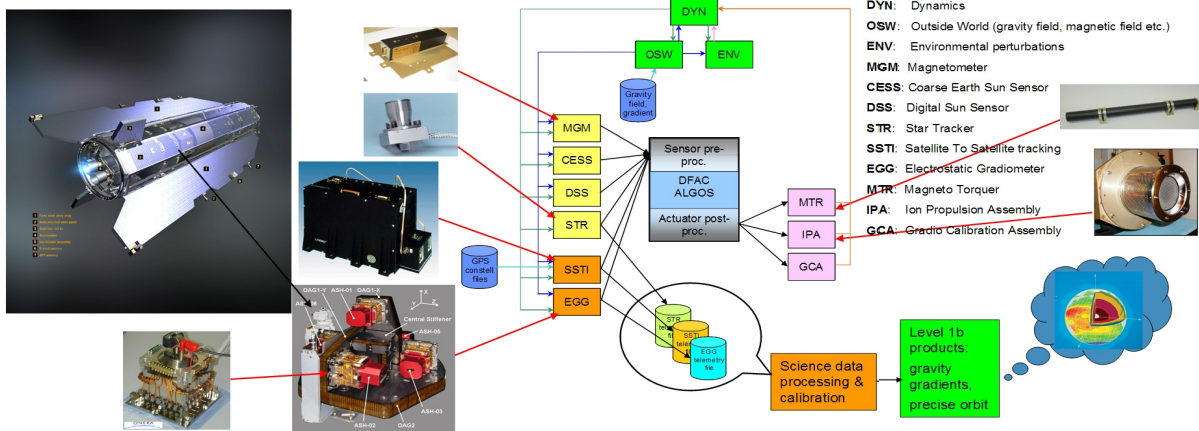 DYN
OSW
ENV
Gravity
field,
gradient
MGM
CESS
DSS
STR
SSTI
EGG
GPS
constell.
files
Sensor pre-
proc.
DFAC
ALGOS
Actuator post-
proc.
MTR
IPA
GCA
DYN: Dynamics
OSW: Outside World (gravity field, magnetic field etc.)
ENV: Environmental perturbations
MGM: Magnetometer
CESS: Coarse Earth Sun Sensor
DSS: Digital Sun Sensor
STR: Star Tracker
SSTI: Satellite To Satellite tracking
EGG: Electrostatic Gradiometer
MTR: Magneto Torquer
IPA: Ion Propulsion Assembly
GCA: Gradio Calibration Assembly
OAG1-Y
ASH-01
OAG1-X
X
Y
Z
Central Stiffener
ASH-05
ASH-03
ASH-02
OAG2
ONERA
STR
file
SSTI
EGG
telemetry
file
Science data
processing &
calibration
Level 1b
products:
gravity
gradients,
precise orbit